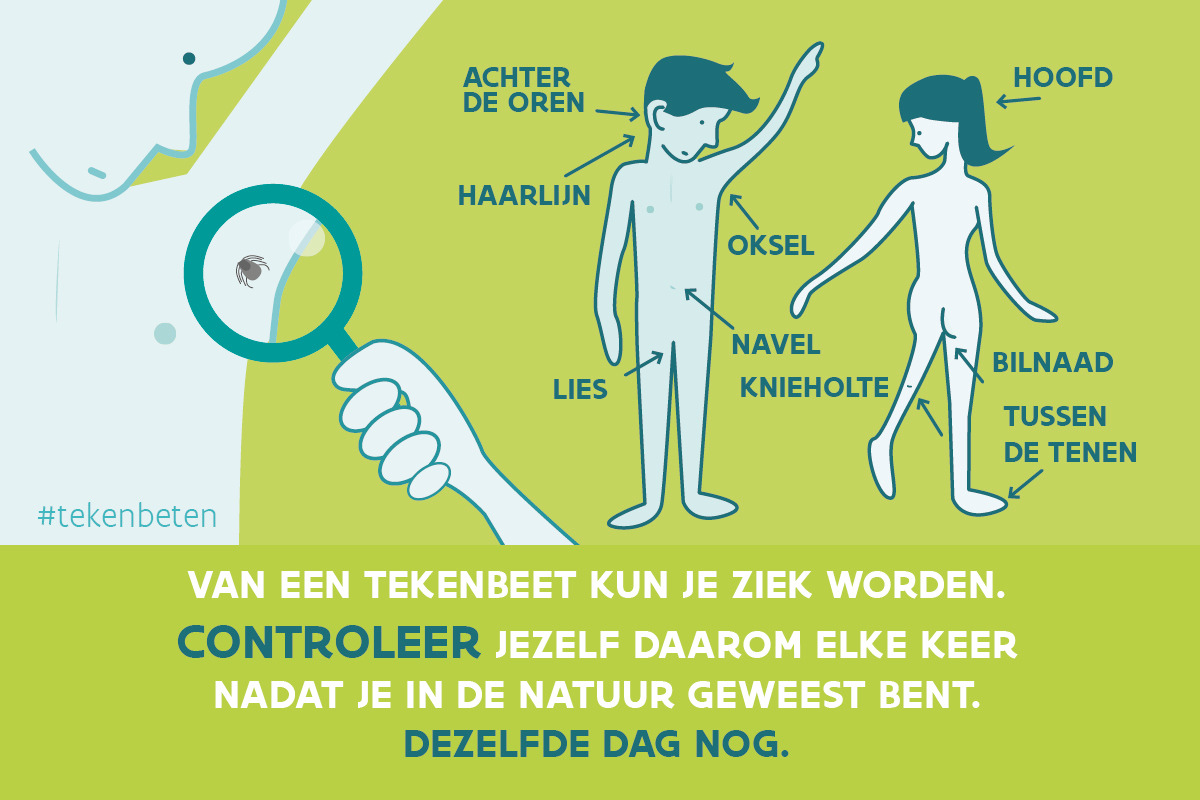 ACHTER
DE OREN
HOOFD
HAARLIJN
OKSEL
NAVEL
LIES
KNIEHOLTE
BILNAAD
TUSSEN
DE TENEN
#tekenbeten
VAN EEN TEKENBEET KUN JE ZIEK WORDEN.
CONTROLEER JEZELF DAAROM ELKE KEER
NADAT JE IN DE NATUUR GEWEEST BENT.
DEZELFDE DAG NOG.